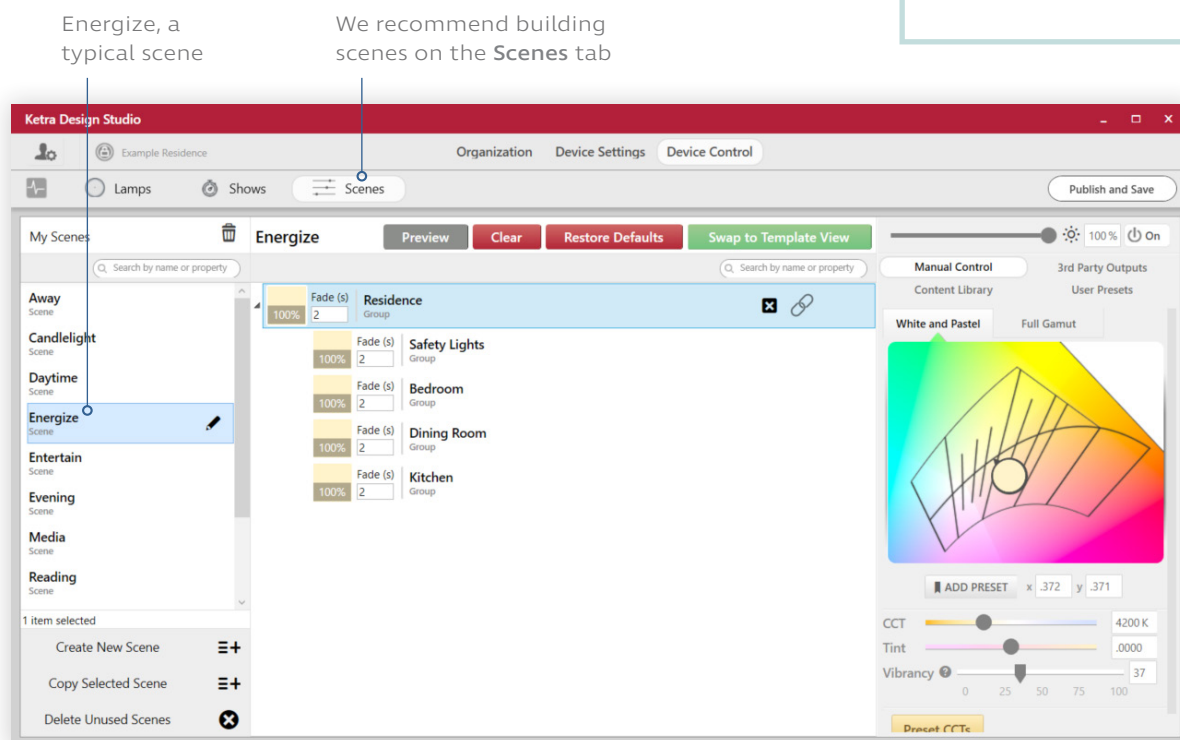 Energize, a
typical scene
We recommend building
scenes on the Scenes tab
Ketra Design Studio
Example Residence
Organization Device Settings Device Control
Lamps Shows Scenes Publish and Save
My Scenes
Search by name or property
Away
Scene
Candlelight
Scene
Daytime
Scene
Energize
Scene
Entertain
Scene
Evening
Scene
Media
Scene
Reading
Scene
1 item selected
Create New Scene
Copy Selected Scene
Delete Unused Scenes
Energize Preview Clear Restore Defaults Swap to Template View
Search by name or property
Fade (s) Residence
100% 2 Group
Fade (s) Safety Lights
100% 2 Group
Fade (s) Bedroom
100% 2 Group
Fade (s) Dining Room
100% 2 Group
Fade (s) Kitchen
100% 2 Group
100% On
Manual Control 3rd Party Outputs
Content Library User Presets
White and Pastel Full Gamut
ADD PRESET x .372 y .371
CCT 4200 K
Tint .0000
Vibrancy ? 37
0 25 50 75 100
Preset CCTs